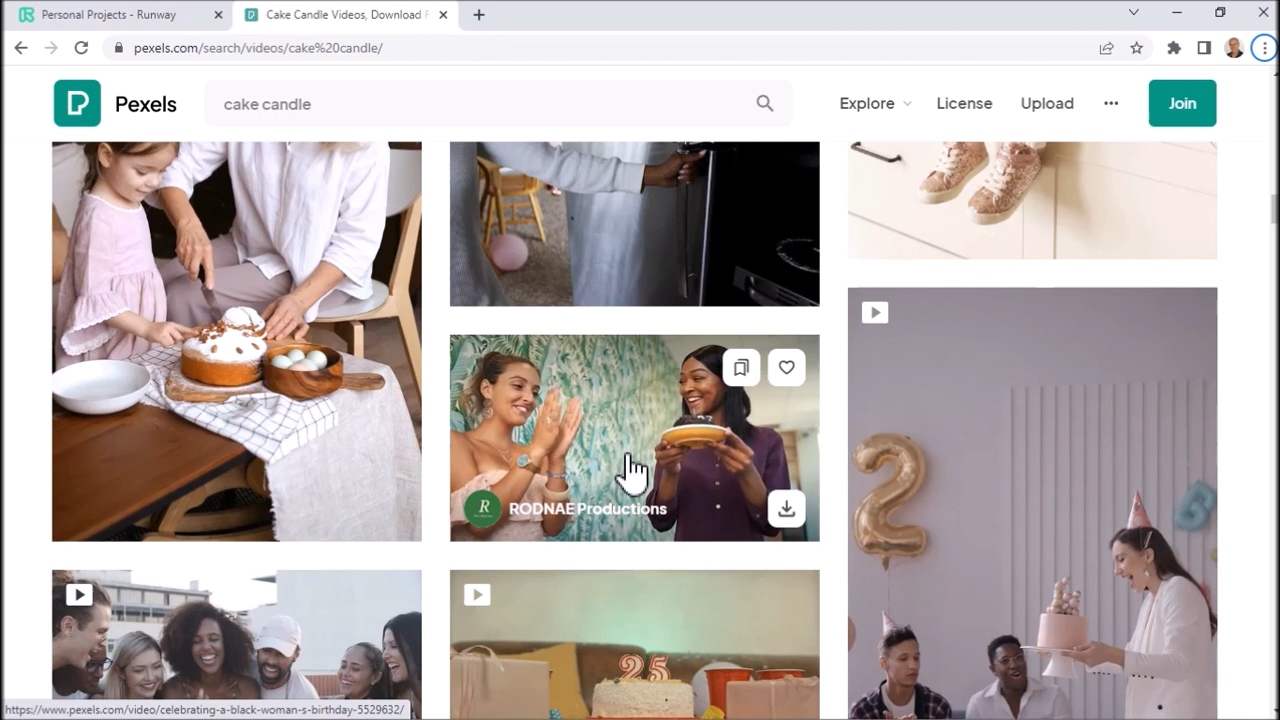 Personal Projects - Runway
Cake Candle Videos, Download F
pexels.com/search/videos/cake%20candle/
Pexels
cake candle
Explore
License
Upload
Join
R
RODNAE Productions
25
2
https://www.pexels.com/video/celebrating-a-black-woman-s-birthday-5529632/